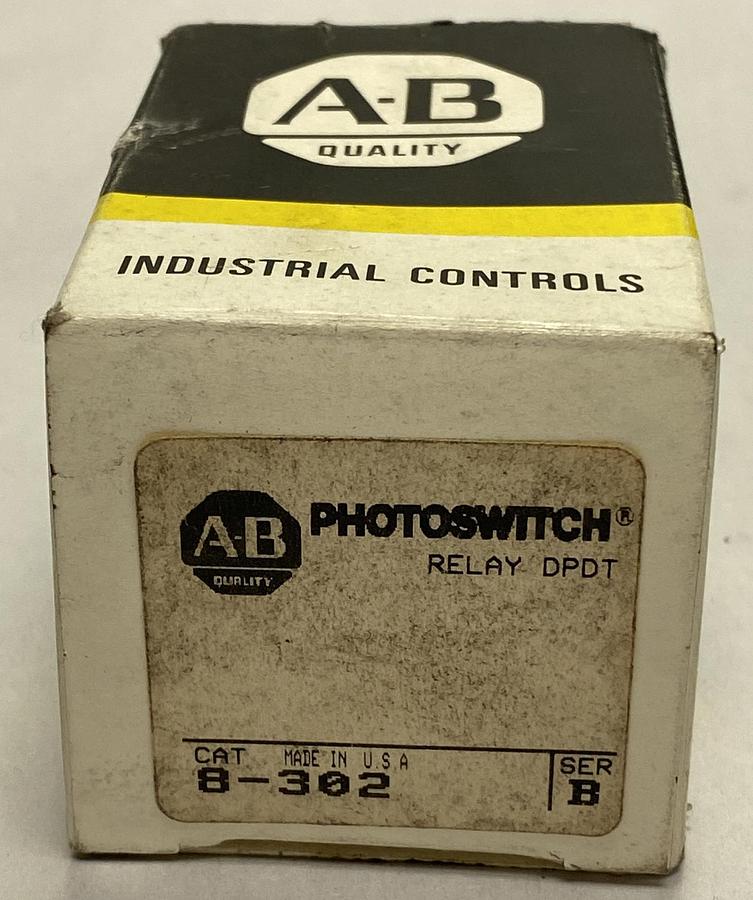 A-B
QUALITY
INDUSTRIAL CONTROLS
A-B
QUALITY
PHOTOSWITCH®
RELAY DPDT
CAT MADE IN U.S.A
8-302
SER
B